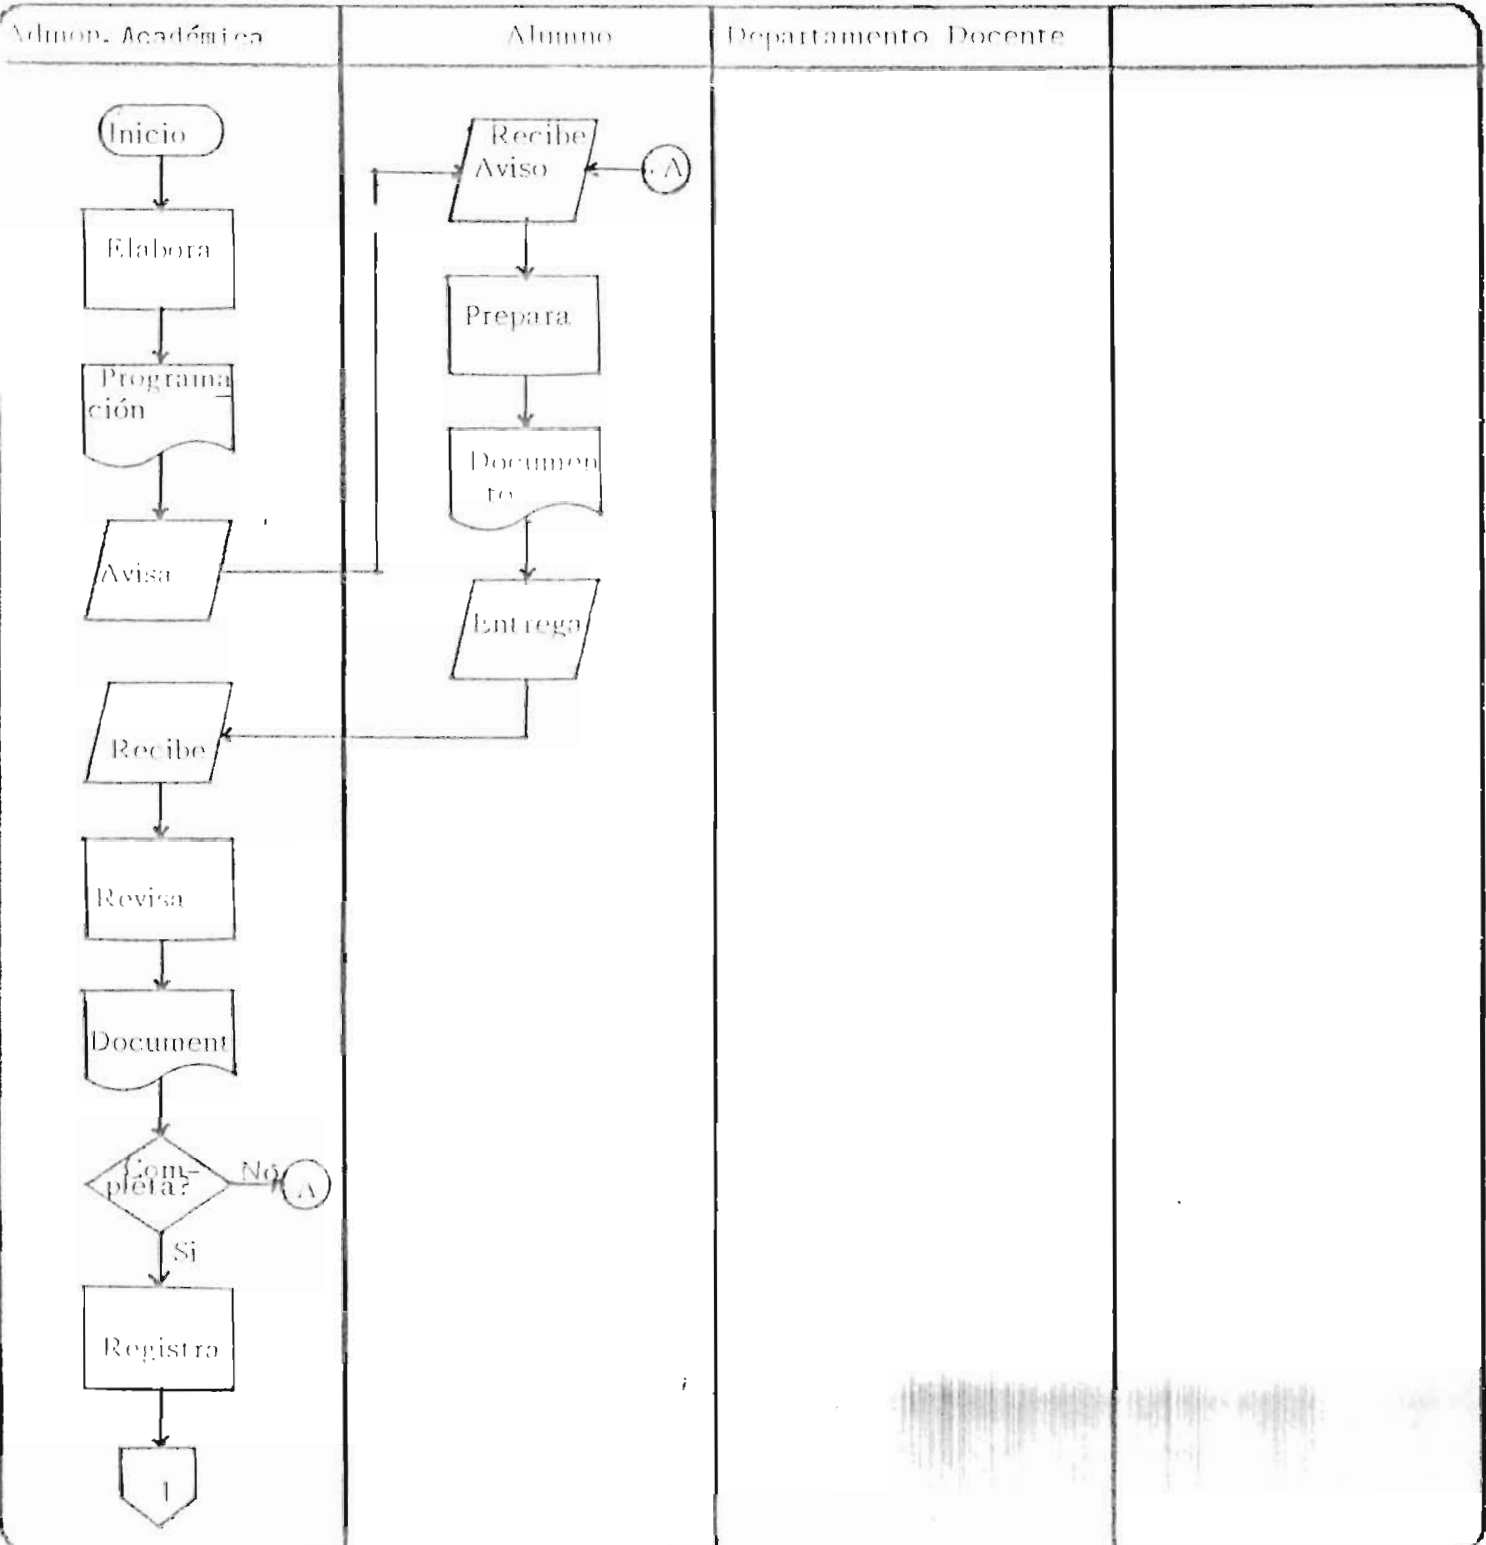 Admon. Académica
Alumno
Departamento Docente
Inicio
Elabora
Programa
ción
Avisa
Recibe
Aviso
A
Prepara
Documen
to
Entrega
Recibe
Revisa
Document
Com-
pleta?
No
A
Si
Registra
1